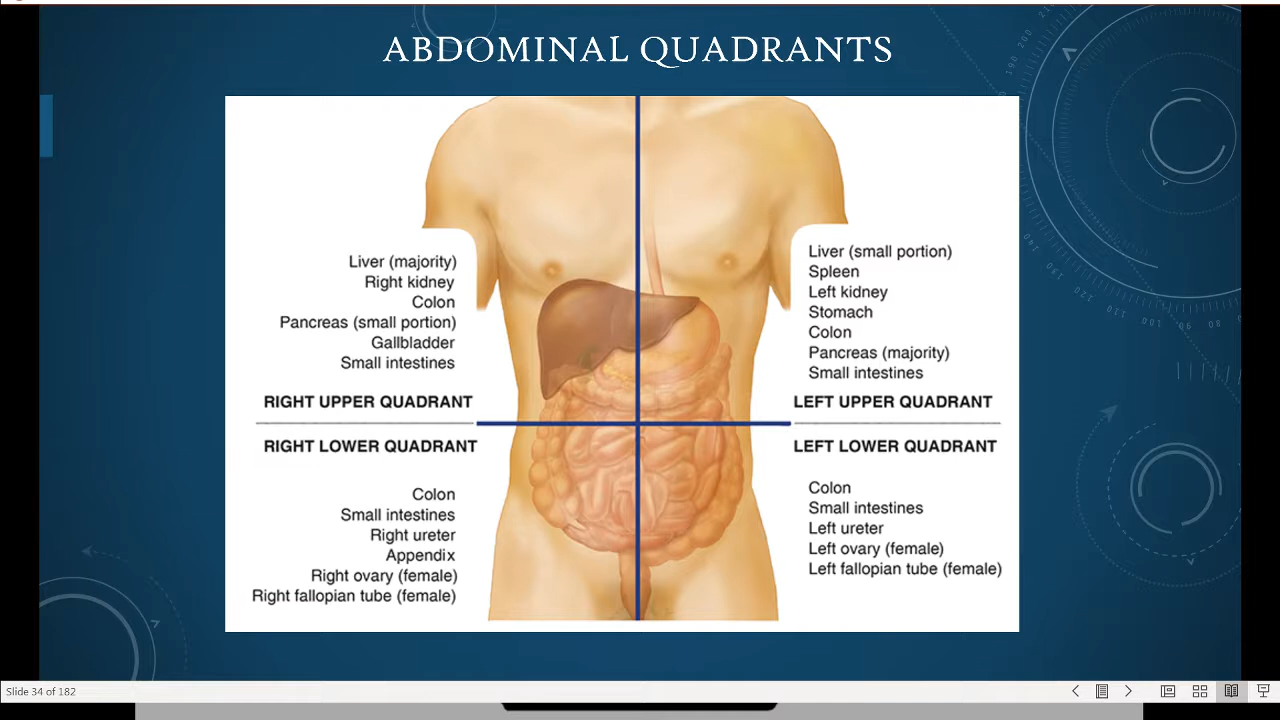 ABDOMINAL QUADRANTS
Liver (majority)
Right kidney
Colon
Pancreas (small portion)
Gallbladder
Small intestines
RIGHT UPPER QUADRANT
Liver (small portion)
Spleen
Left kidney
Stomach
Colon
Pancreas (majority)
Small intestines
LEFT UPPER QUADRANT
RIGHT LOWER QUADRANT
Colon
Small intestines
Right ureter
Appendix
Right ovary (female)
Right fallopian tube (female)
LEFT LOWER QUADRANT
Colon
Small intestines
Left ureter
Left ovary (female)
Left fallopian tube (female)
Slide 34 of 182